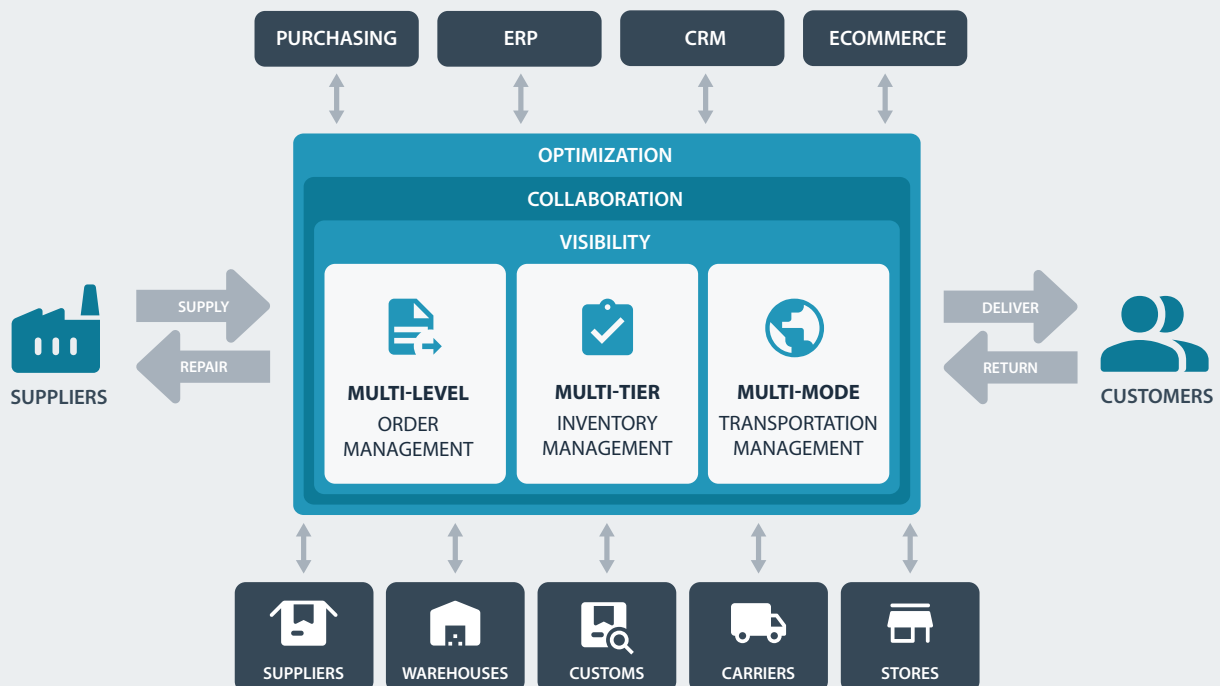 PURCHASING
ERP
CRM
ECOMMERCE
OPTIMIZATION
COLLABORATION
VISIBILITY
SUPPLY
REPAIR
SUPPLIERS
MULTI-LEVEL
ORDER
MANAGEMENT
MULTI-TIER
INVENTORY
MANAGEMENT
MULTI-MODE
TRANSPORTATION
MANAGEMENT
DELIVER
RETURN
CUSTOMERS
SUPPLIERS
WAREHOUSES
CUSTOMS
CARRIERS
STORES